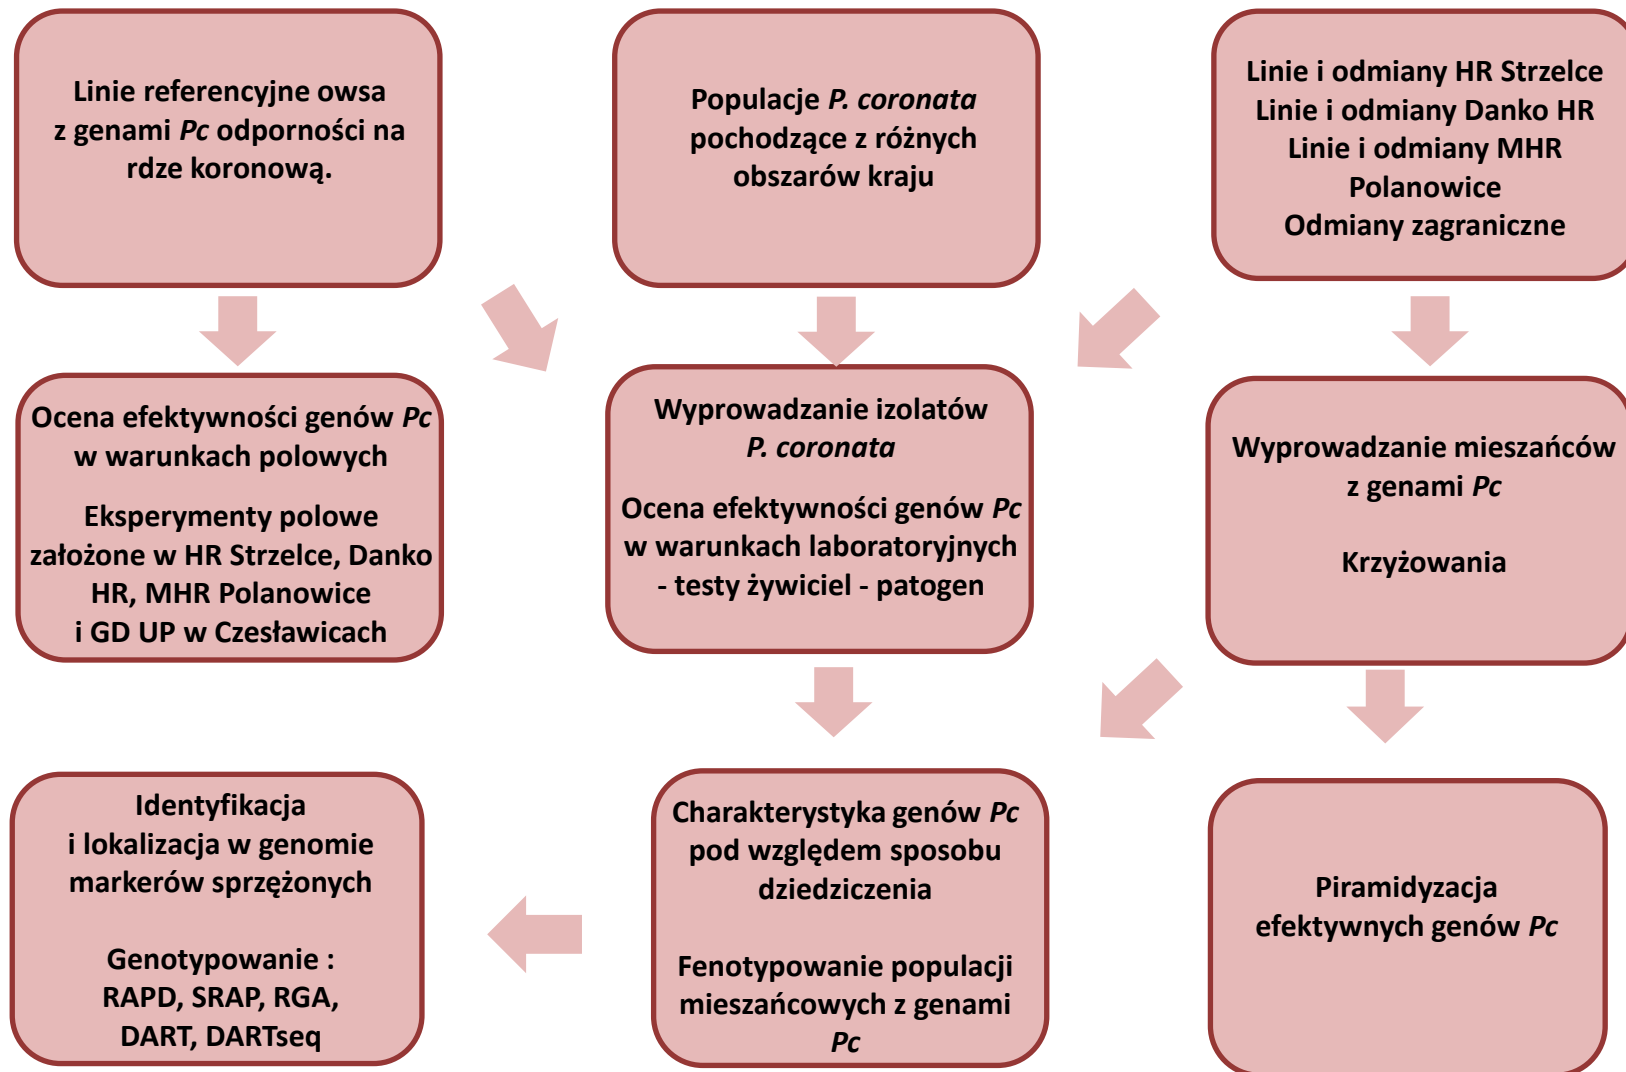 Linie referencyjne owsa
z genami Pc odporności na
rdze koronową.
Populacje P. coronata
pochodzące z różnych
obszarów kraju
Linie i odmiany HR Strzelce
Linie i odmiany Danko HR
Linie i odmiany MHR
Polanowice
Odmiany zagraniczne
Ocena efektywności genów Pc
w warunkach polowych
Eksperymenty polowe
założone w HR Strzelce, Danko
HR, MHR Polanowice
i GD UP w Czesławicach
Wyprowadzanie izolatów
P. coronata
Ocena efektywności genów Pc
w warunkach laboratoryjnych
- testy żywiciel - patogen
Wyprowadzanie mieszańców
z genami Pc
Krzyżowania
Identyfikacja
i lokalizacja w genomie
markerów sprzężonych
Genotypowanie :
RAPD, SRAP, RGA,
DART, DARTseq
Charakterystyka genów Pc
pod względem sposobu
dziedziczenia
Fenotypowanie populacji
mieszańcowych z genami
Pc
Piramidyzacja
efektywnych genów Pc